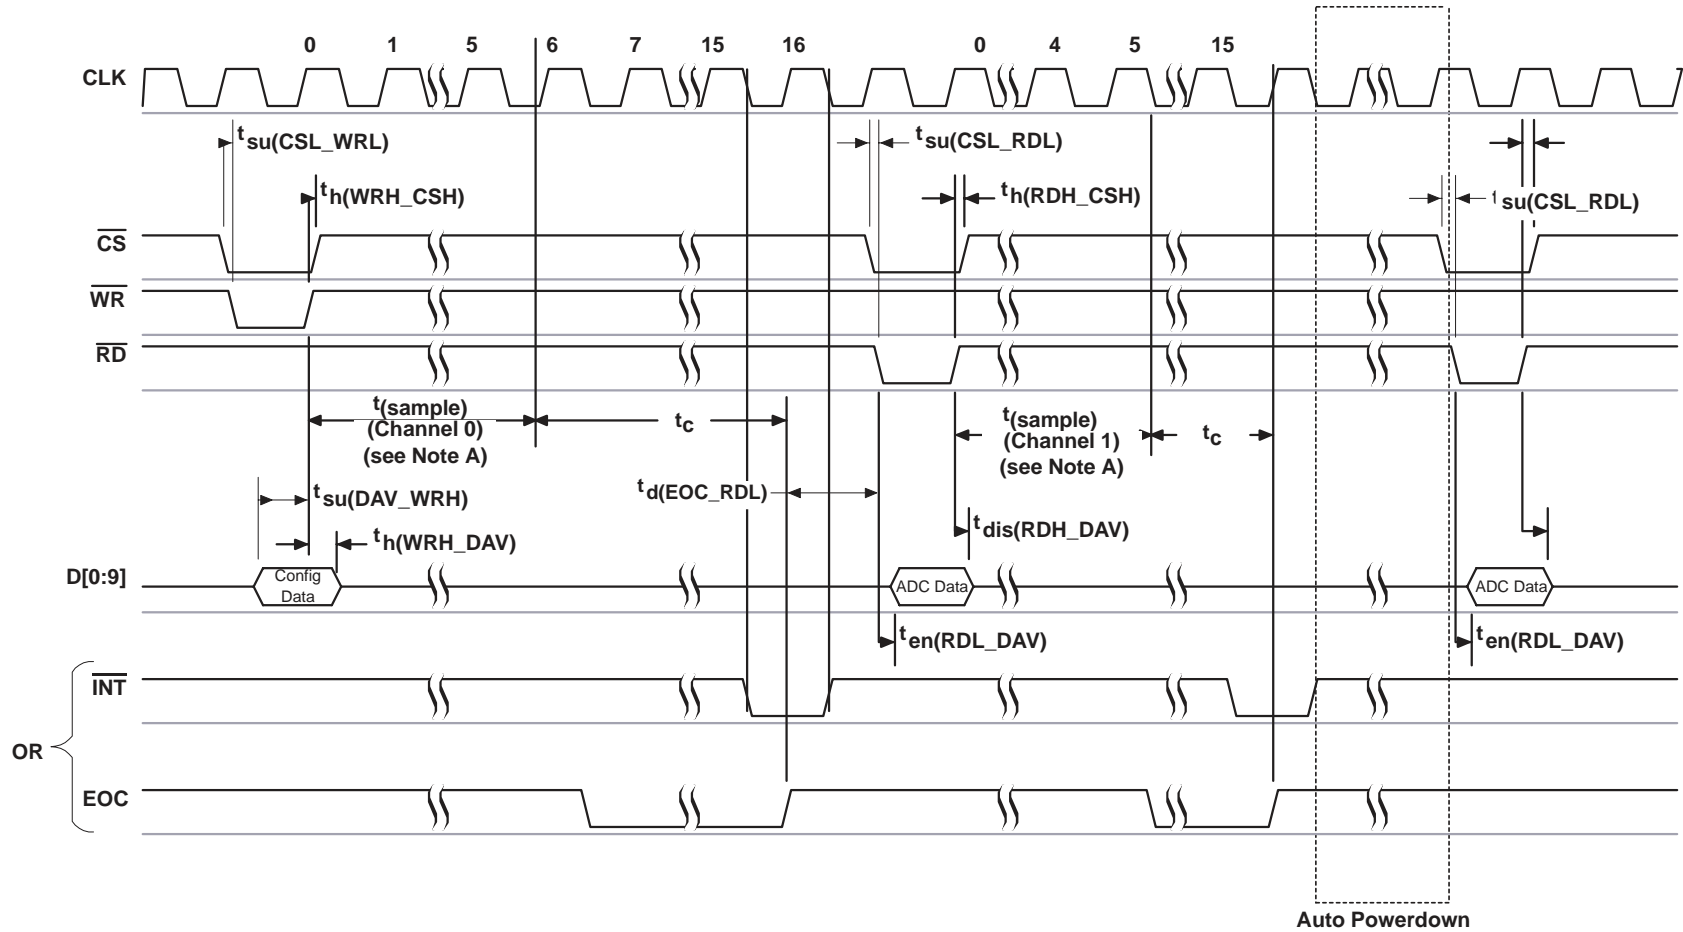 0 1 5 6 7 15 16 0 4 5 15
CLK
tsu(CSL_WRL)
tsu(CSL_RDL)
th(WRH_CSH)
th(RDH_CSH)
tsu(CSL_RDL)
CS
WR
RD
t(sample)
(Channel 0)
(see Note A)
tc
t(sample)
(Channel 1)
(see Note A)
tc
tsu(DAV_WRH)
td(EOC_RDL)
th(WRH_DAV)
tdis(RDH_DAV)
D[0:9]
Config
Data
ADC Data
ADC Data
ten(RDL_DAV)
ten(RDL_DAV)
INT
OR
EOC
Auto Powerdown